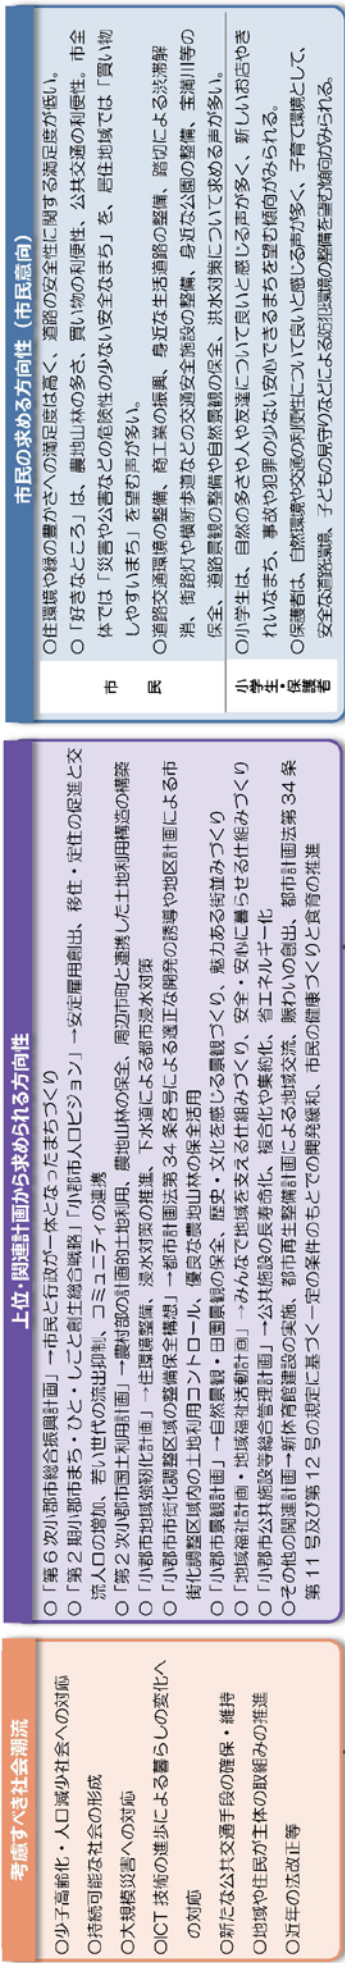 考慮すべき社会潮流
○少子高齢化・人口減少社会への対応
○持続可能な社会の形成
○大規模災害への対応
○ICT 技術の進歩による暮らしの変化へ
の対応
○新たな公共交通手段の確保・維持
○地域や住民が主体の取組みの推進
○近年の法改正等
上位・関連計画から求められる方向性
○「第6次小郡市総合振興計画」→市民と行政が一体となったまちづくり
○「第2期小郡市まち・ひと・しごと創生総合戦略」「小郡市人口ビジョン」→安定雇用創出、移住・定住の促進と交
流人口の増加、若い世代の流出抑制、コミュニティの連携
○「第2次小郡市国土利用計画」→農村部の計画的土地利用、農地山林の保全、周辺市町と連携した土地利用構造の構築
○「小郡市地域強靭化計画」→住環境整備、浸水対策の推進、下水道による都市浸水対策
○「小郡市市街化調整区域の整備保全構想」→都市計画法第34条各号による適正な開発の誘導や地区計画による市
街化調整区域内の土地利用コントロール、優良な農地山林の保全活用
○「小郡市景観計画」→自然景観・田園景観の保全、歴史・文化を感じる景観づくり、魅力ある街並みづくり
○「地域福祉計画・地域福祉活動計画」→みんなで地域を支える仕組みづくり、安全・安心に暮らせる仕組みづくり
○「小郡市公共施設等総合管理計画」→公共施設の長寿命化、複合化や集約化、省エネルギー化
○その他の関連計画→新体育館建設の実施、都市再生整備計画による地域交流、賑わいの創出、都市計画法第34条
第11号及び第12号の規定に基づく一定の条件のもとでの開発緩和、市民の健康づくりと食育の推進
市民の求める方向性（市民意向）
市民
○住環境や緑の豊かさへの満足度は高く、道路の安全性に関する満足度が低い。
○「好きなところ」は、農地山林の多さ、買い物の利便性、公共交通の利便性。市全
体では「災害や公害などの危険性の少ない安全なまち」を、居住地域では「買い物
しやすいまち」を望む声が多い。
○道路交通環境の整備、商工業の振興、身近な生活道路の整備、踏切による渋滞解
消、街路灯や横断歩道などの交通安全施設の整備、身近な公園の整備、宝満川等の
保全、道路景観の整備や自然景観の保全、洪水対策について求める声が多い。
小学生・保護者
○小学生は、自然の多さや人や友達について良いと感じる声が多く、新しいお店やき
れいなまち、事故や犯罪の少ない安心できるまちを望む傾向がみられる。
○保護者は、自然環境や交通の利便性について良いと感じる声が多く、子育て環境として、
安全な道路環境、子どもの見守りなどによる防犯環境の整備を望む傾向がみられる。